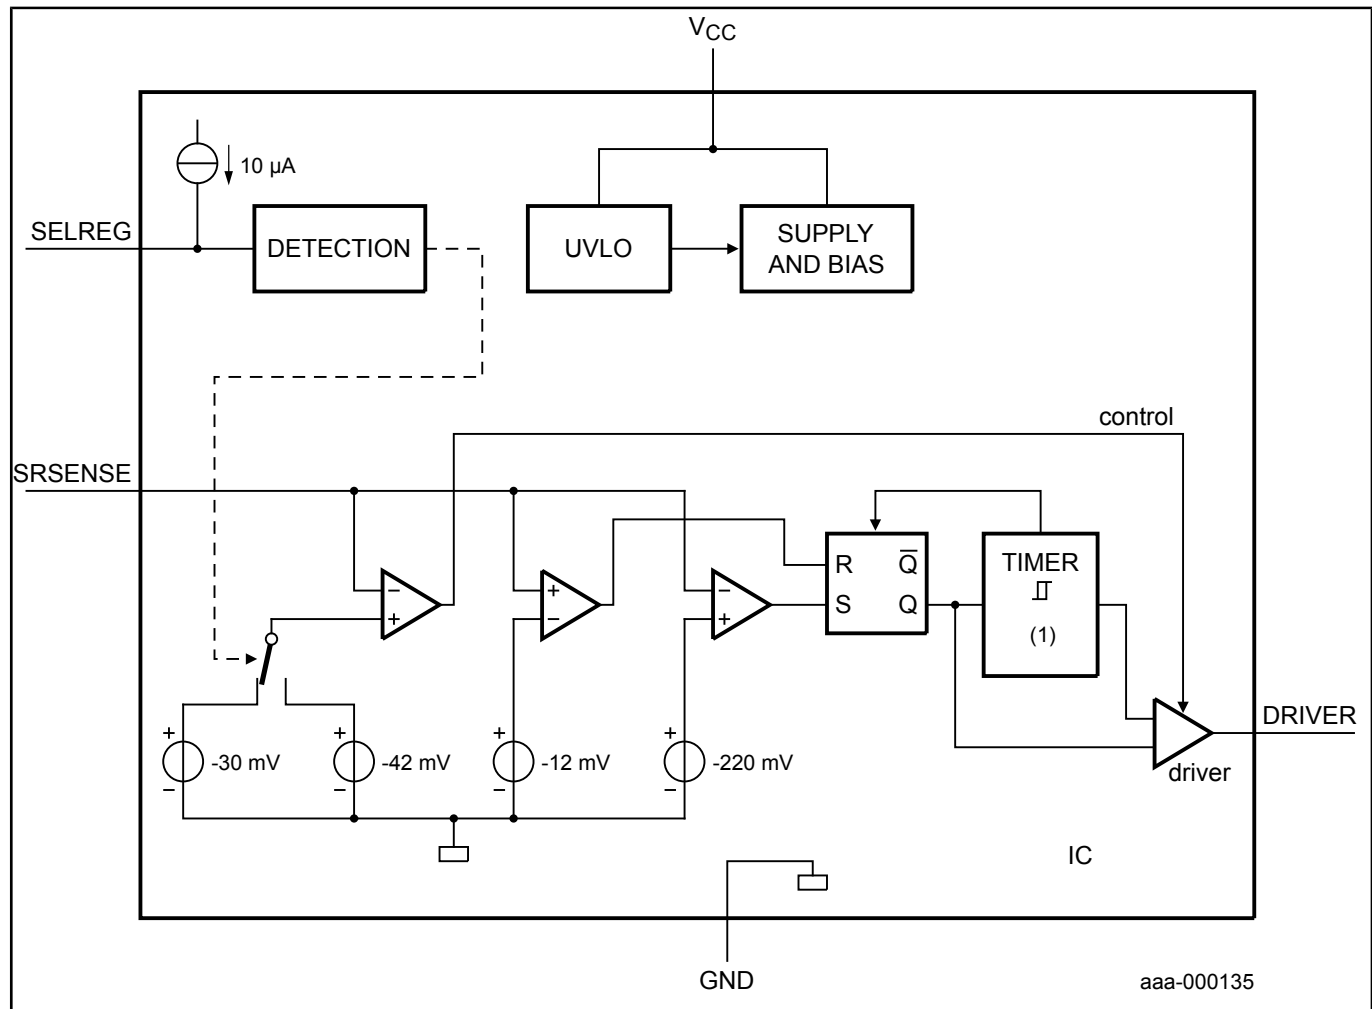 VCC
10 µA
SELREG
DETECTION
UVLO
SUPPLY
AND BIAS
control
SRSENSE
R Q̅
S Q
TIMER
(1)
− + − −
+ − +
DRIVER
driver
+ + + +
-30 mV -42 mV -12 mV -220 mV
− − − −
IC
GND
aaa-000135